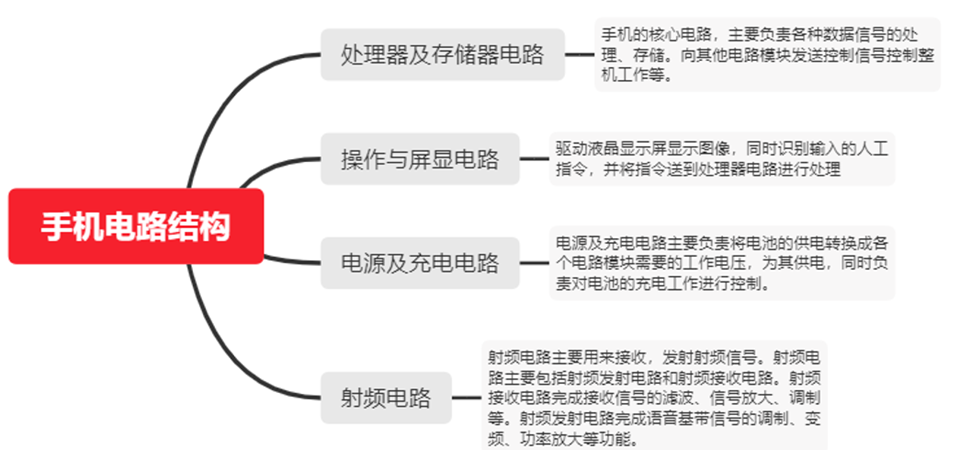 手机电路结构
处理器及存储器电路
手机的核心电路，主要负责各种数据信号的处
理、存储。向其他电路模块发送控制信号控制整
机工作等。
操作与屏显电路
驱动液晶显示屏显示图像，同时识别输入的人工
指令，并将指令送到处理器电路进行处理
电源及充电电路
电源及充电电路主要负责将电池的供电转换成各
个电路模块需要的工作电压，为其供电，同时负
责对电池的充电工作进行控制。
射频电路
射频电路主要用来接收，发射射频信号。射频电
路主要包括射频发射电路和射频接收电路。射频
接收电路完成接收信号的滤波、信号放大、调制
等。射频发射电路完成语音基带信号的调制、变
频、功率放大等功能。